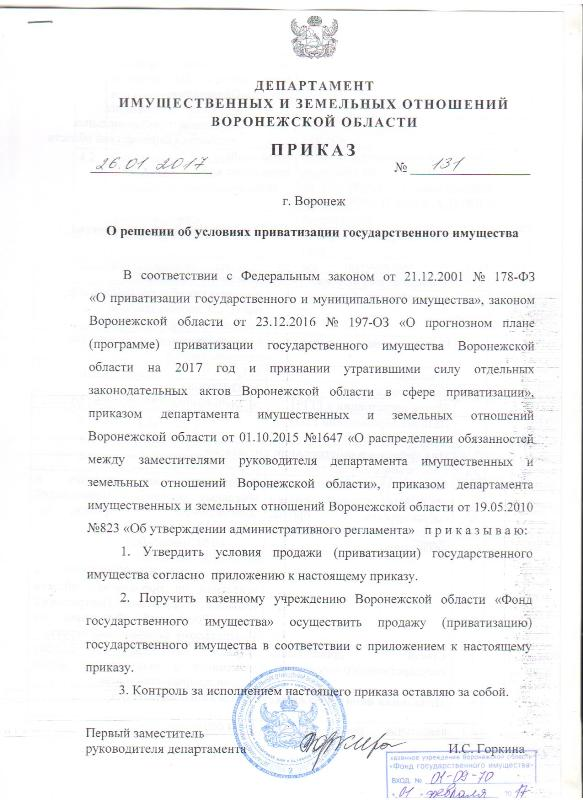 ДЕПАРТАМЕНТ
ИМУЩЕСТВЕННЫХ И ЗЕМЕЛЬНЫХ ОТНОШЕНИЙ
ВОРОНЕЖСКОЙ ОБЛАСТИ
ПРИКАЗ
26.01 2017 № 131
г. Воронеж
О решении об условиях приватизации государственного имущества
В соответствии с Федеральным законом от 21.12.2001 № 178-ФЗ
«О приватизации государственного и муниципального имущества», законом
Воронежской области от 23.12.2016 № 197-ОЗ «О прогнозном плане
(программе) приватизации государственного имущества Воронежской
области на 2017 год и признании утратившими силу отдельных
законодательных актов Воронежской области в сфере приватизации»,
приказом департамента имущественных и земельных отношений
Воронежской области от 01.10.2015 №1647 «О распределении обязанностей
между заместителями руководителя департамента имущественных и
земельных отношений Воронежской области», приказом департамента
имущественных и земельных отношений Воронежской области от 19.05.2010
№823 «Об утверждении административного регламента» п р и к а з ы в а ю:
1. Утвердить условия продажи (приватизации) государственного
имущества согласно приложению к настоящему приказу.
2. Поручить казенному учреждению Воронежской области «Фонд
государственного имущества» осуществить продажу (приватизацию)
государственного имущества в соответствии с приложением к настоящему
приказу.
3. Контроль за исполнением настоящего приказа оставляю за собой.
Первый заместитель
руководителя департамента И.С. Горкина
казенное учреждение Воронежской области
«Фонд государственного имущества»
ВХОД. № 01-09-70
«01» февраля 2017